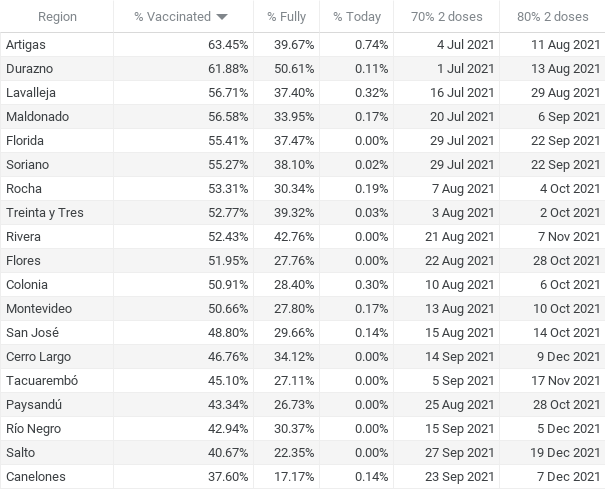 Region % Vaccinated % Fully % Today 70% 2 doses 80% 2 doses
Artigas 63.45% 39.67% 0.74% 4 Jul 2021 11 Aug 2021
Durazno 61.88% 50.61% 0.11% 1 Jul 2021 13 Aug 2021
Lavalleja 56.71% 37.40% 0.32% 16 Jul 2021 29 Aug 2021
Maldonado 56.58% 33.95% 0.17% 20 Jul 2021 6 Sep 2021
Florida 55.41% 37.47% 0.00% 29 Jul 2021 22 Sep 2021
Soriano 55.27% 38.10% 0.02% 29 Jul 2021 22 Sep 2021
Rocha 53.31% 30.34% 0.19% 7 Aug 2021 4 Oct 2021
Treinta y Tres 52.77% 39.32% 0.03% 3 Aug 2021 2 Oct 2021
Rivera 52.43% 42.76% 0.00% 21 Aug 2021 7 Nov 2021
Flores 51.95% 27.76% 0.00% 22 Aug 2021 28 Oct 2021
Colonia 50.91% 28.40% 0.30% 10 Aug 2021 6 Oct 2021
Montevideo 50.66% 27.80% 0.17% 13 Aug 2021 10 Oct 2021
San José 48.80% 29.66% 0.14% 15 Aug 2021 14 Oct 2021
Cerro Largo 46.76% 34.12% 0.00% 14 Sep 2021 9 Dec 2021
Tacuarembó 45.10% 27.11% 0.00% 5 Sep 2021 17 Nov 2021
Paysandú 43.34% 26.73% 0.00% 25 Aug 2021 28 Oct 2021
Río Negro 42.94% 30.37% 0.00% 15 Sep 2021 5 Dec 2021
Salto 40.67% 22.35% 0.00% 27 Sep 2021 19 Dec 2021
Canelones 37.60% 17.17% 0.14% 23 Sep 2021 7 Dec 2021